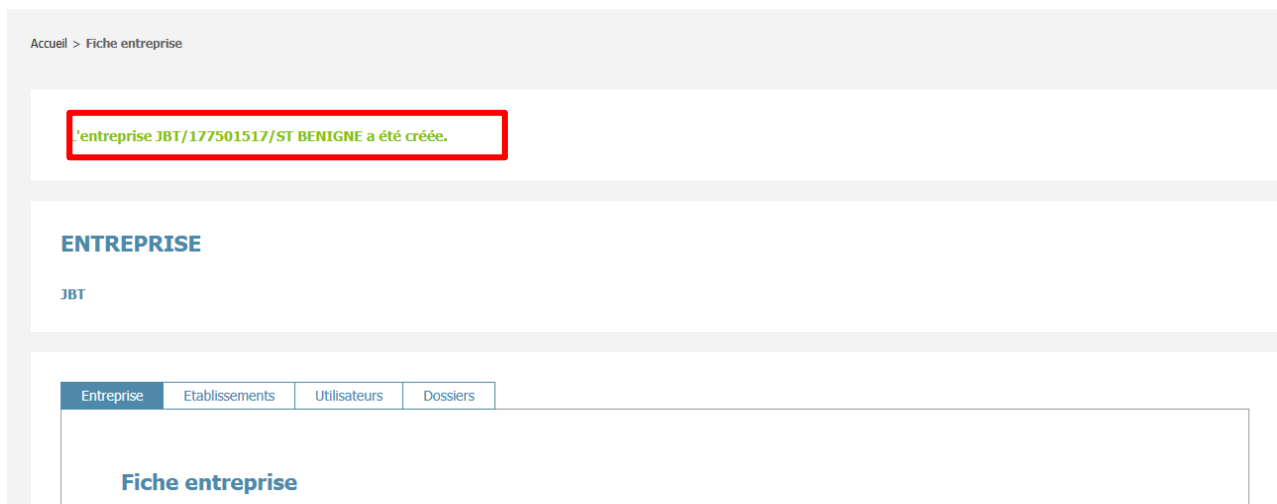 Accueil > Fiche entreprise
L'entreprise JBT/177501517/ST BENIGNE a été créée.
ENTREPRISE
JBT
Entreprise Etablissements Utilisateurs Dossiers
Fiche entreprise